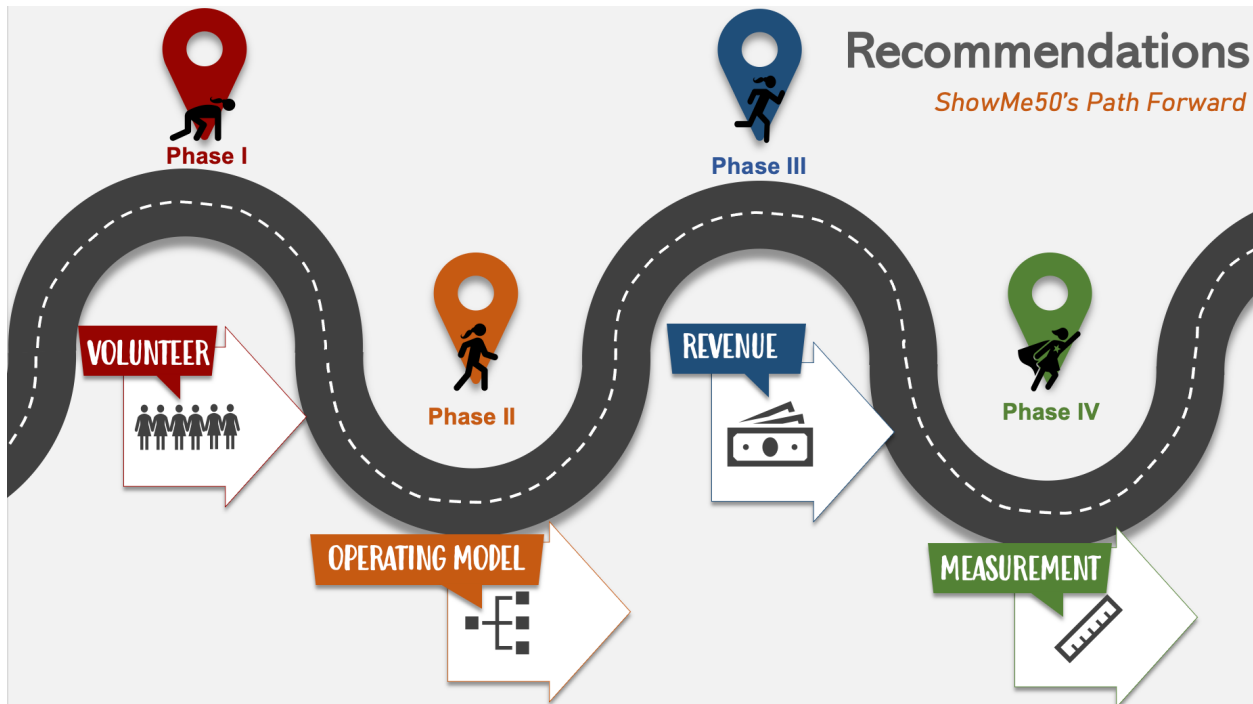 Recommendations
ShowMe50's Path Forward
Phase I
Phase III
VOLUNTEER
REVENUE
Phase II
Phase IV
OPERATING MODEL
MEASUREMENT